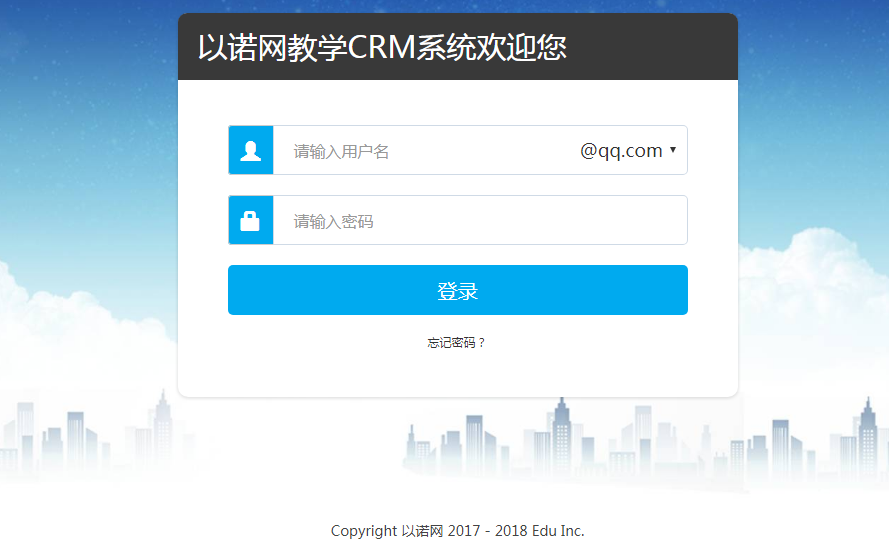 以诺网教学CRM系统欢迎您
请输入用户名 @qq.com
请输入密码
登录
忘记密码？
Copyright 以诺网 2017 - 2018 Edu Inc.